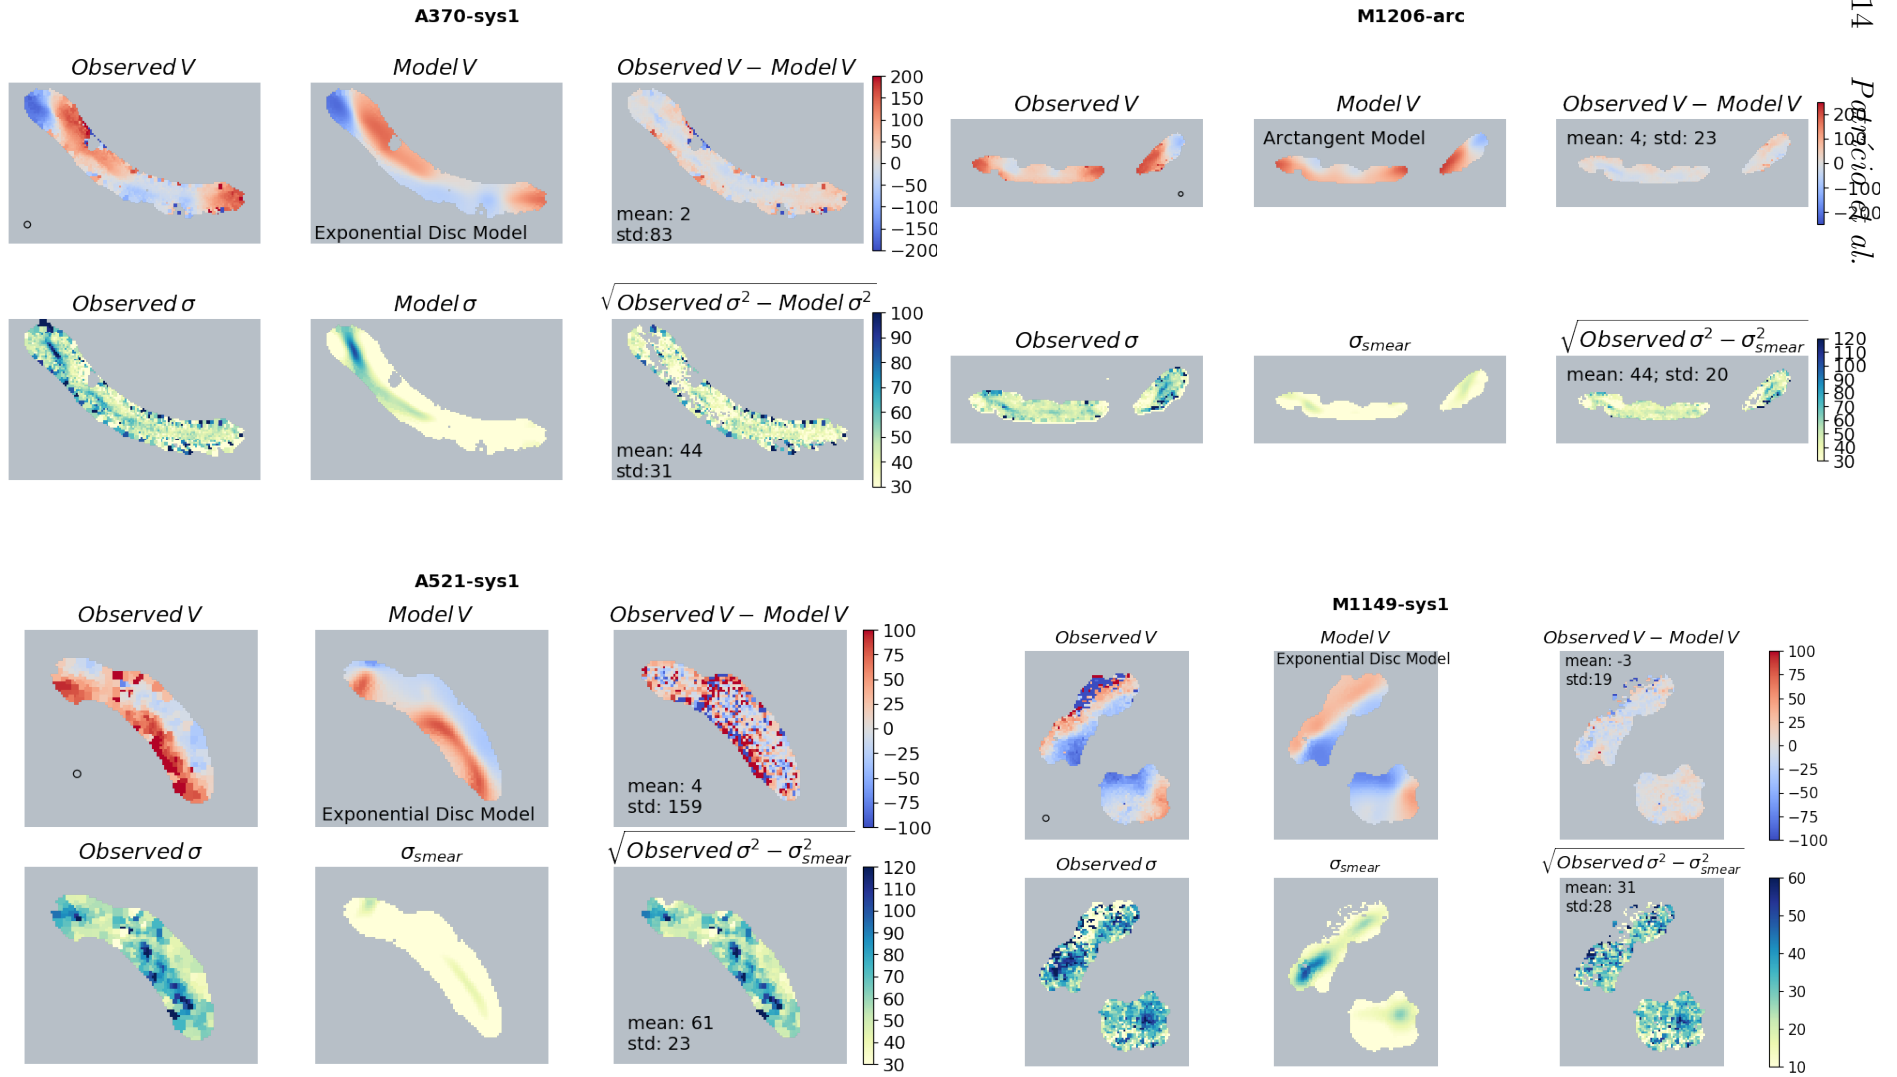 A370-sys1
Observed V
Model V
Observed V − Model V
Exponential Disc Model
mean: 2
std:83
200
150
100
50
0
−50
−100
−150
−200
Observed σ
Model σ
√Observed σ² − Model σ²
mean: 44
std:31
100
90
80
70
60
50
40
30
M1206-arc
Observed V
Model V
Observed V − Model V
Arctangent Model
mean: 4; std: 23
200
100
0
−100
−200
Observed σ
σsmear
√Observed σ² − σ²smear
mean: 44; std: 20
120
110
100
90
80
70
60
50
40
30
14 Patrício et al.
A521-sys1
Observed V
Model V
Observed V − Model V
Exponential Disc Model
mean: 4
std: 159
100
75
50
25
0
−25
−50
−75
−100
Observed σ
σsmear
√Observed σ² − σ²smear
mean: 61
std: 23
120
110
100
90
80
70
60
50
40
30
M1149-sys1
Observed V
Model V
Observed V − Model V
Exponential Disc Model
mean: -3
std:19
100
75
50
25
0
−25
−50
−75
−100
Observed σ
σsmear
√Observed σ² − σ²smear
mean: 31
std:28
60
50
40
30
20
10